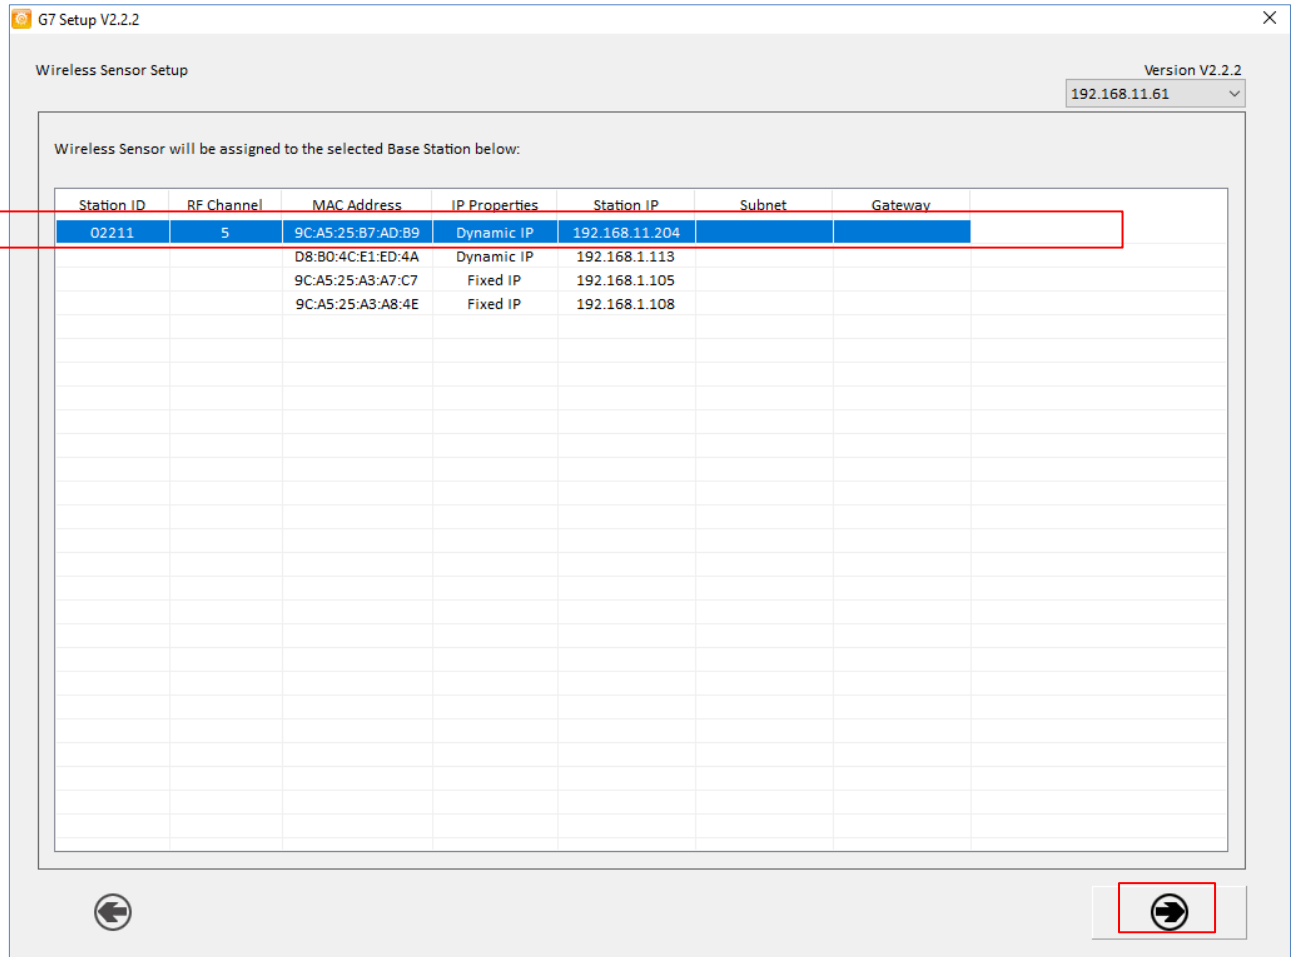 G7 Setup V2.2.2
Wireless Sensor Setup
Version V2.2.2
192.168.11.61
Wireless Sensor will be assigned to the selected Base Station below:
Station ID RF Channel MAC Address IP Properties Station IP Subnet Gateway
02211 5 9C:A5:25:B7:AD:B9 Dynamic IP 192.168.11.204
D8:B0:4C:E1:ED:4A Dynamic IP 192.168.1.113
9C:A5:25:A3:A7:C7 Fixed IP 192.168.1.105
9C:A5:25:A3:A8:4E Fixed IP 192.168.1.108